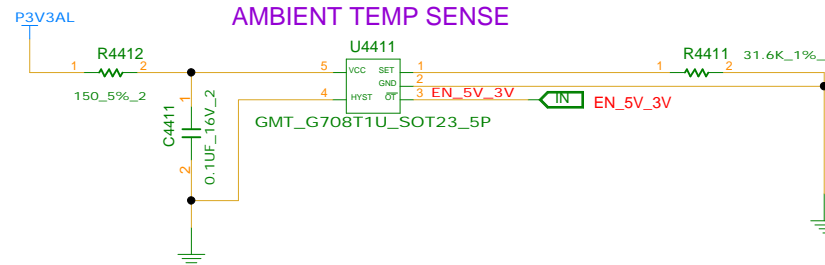 AMBIENT TEMP SENSE
P3V3AL
R4412
1 2
150_5%_2
U4411
5 VCC SET 1
GND 2
4 HYST OT 3
EN_5V_3V
IN
EN_5V_3V
GMT_G708T1U_SOT23_5P
R4411
1 2
31.6K_1%_
1
C4411
0.1UF_16V_2
2